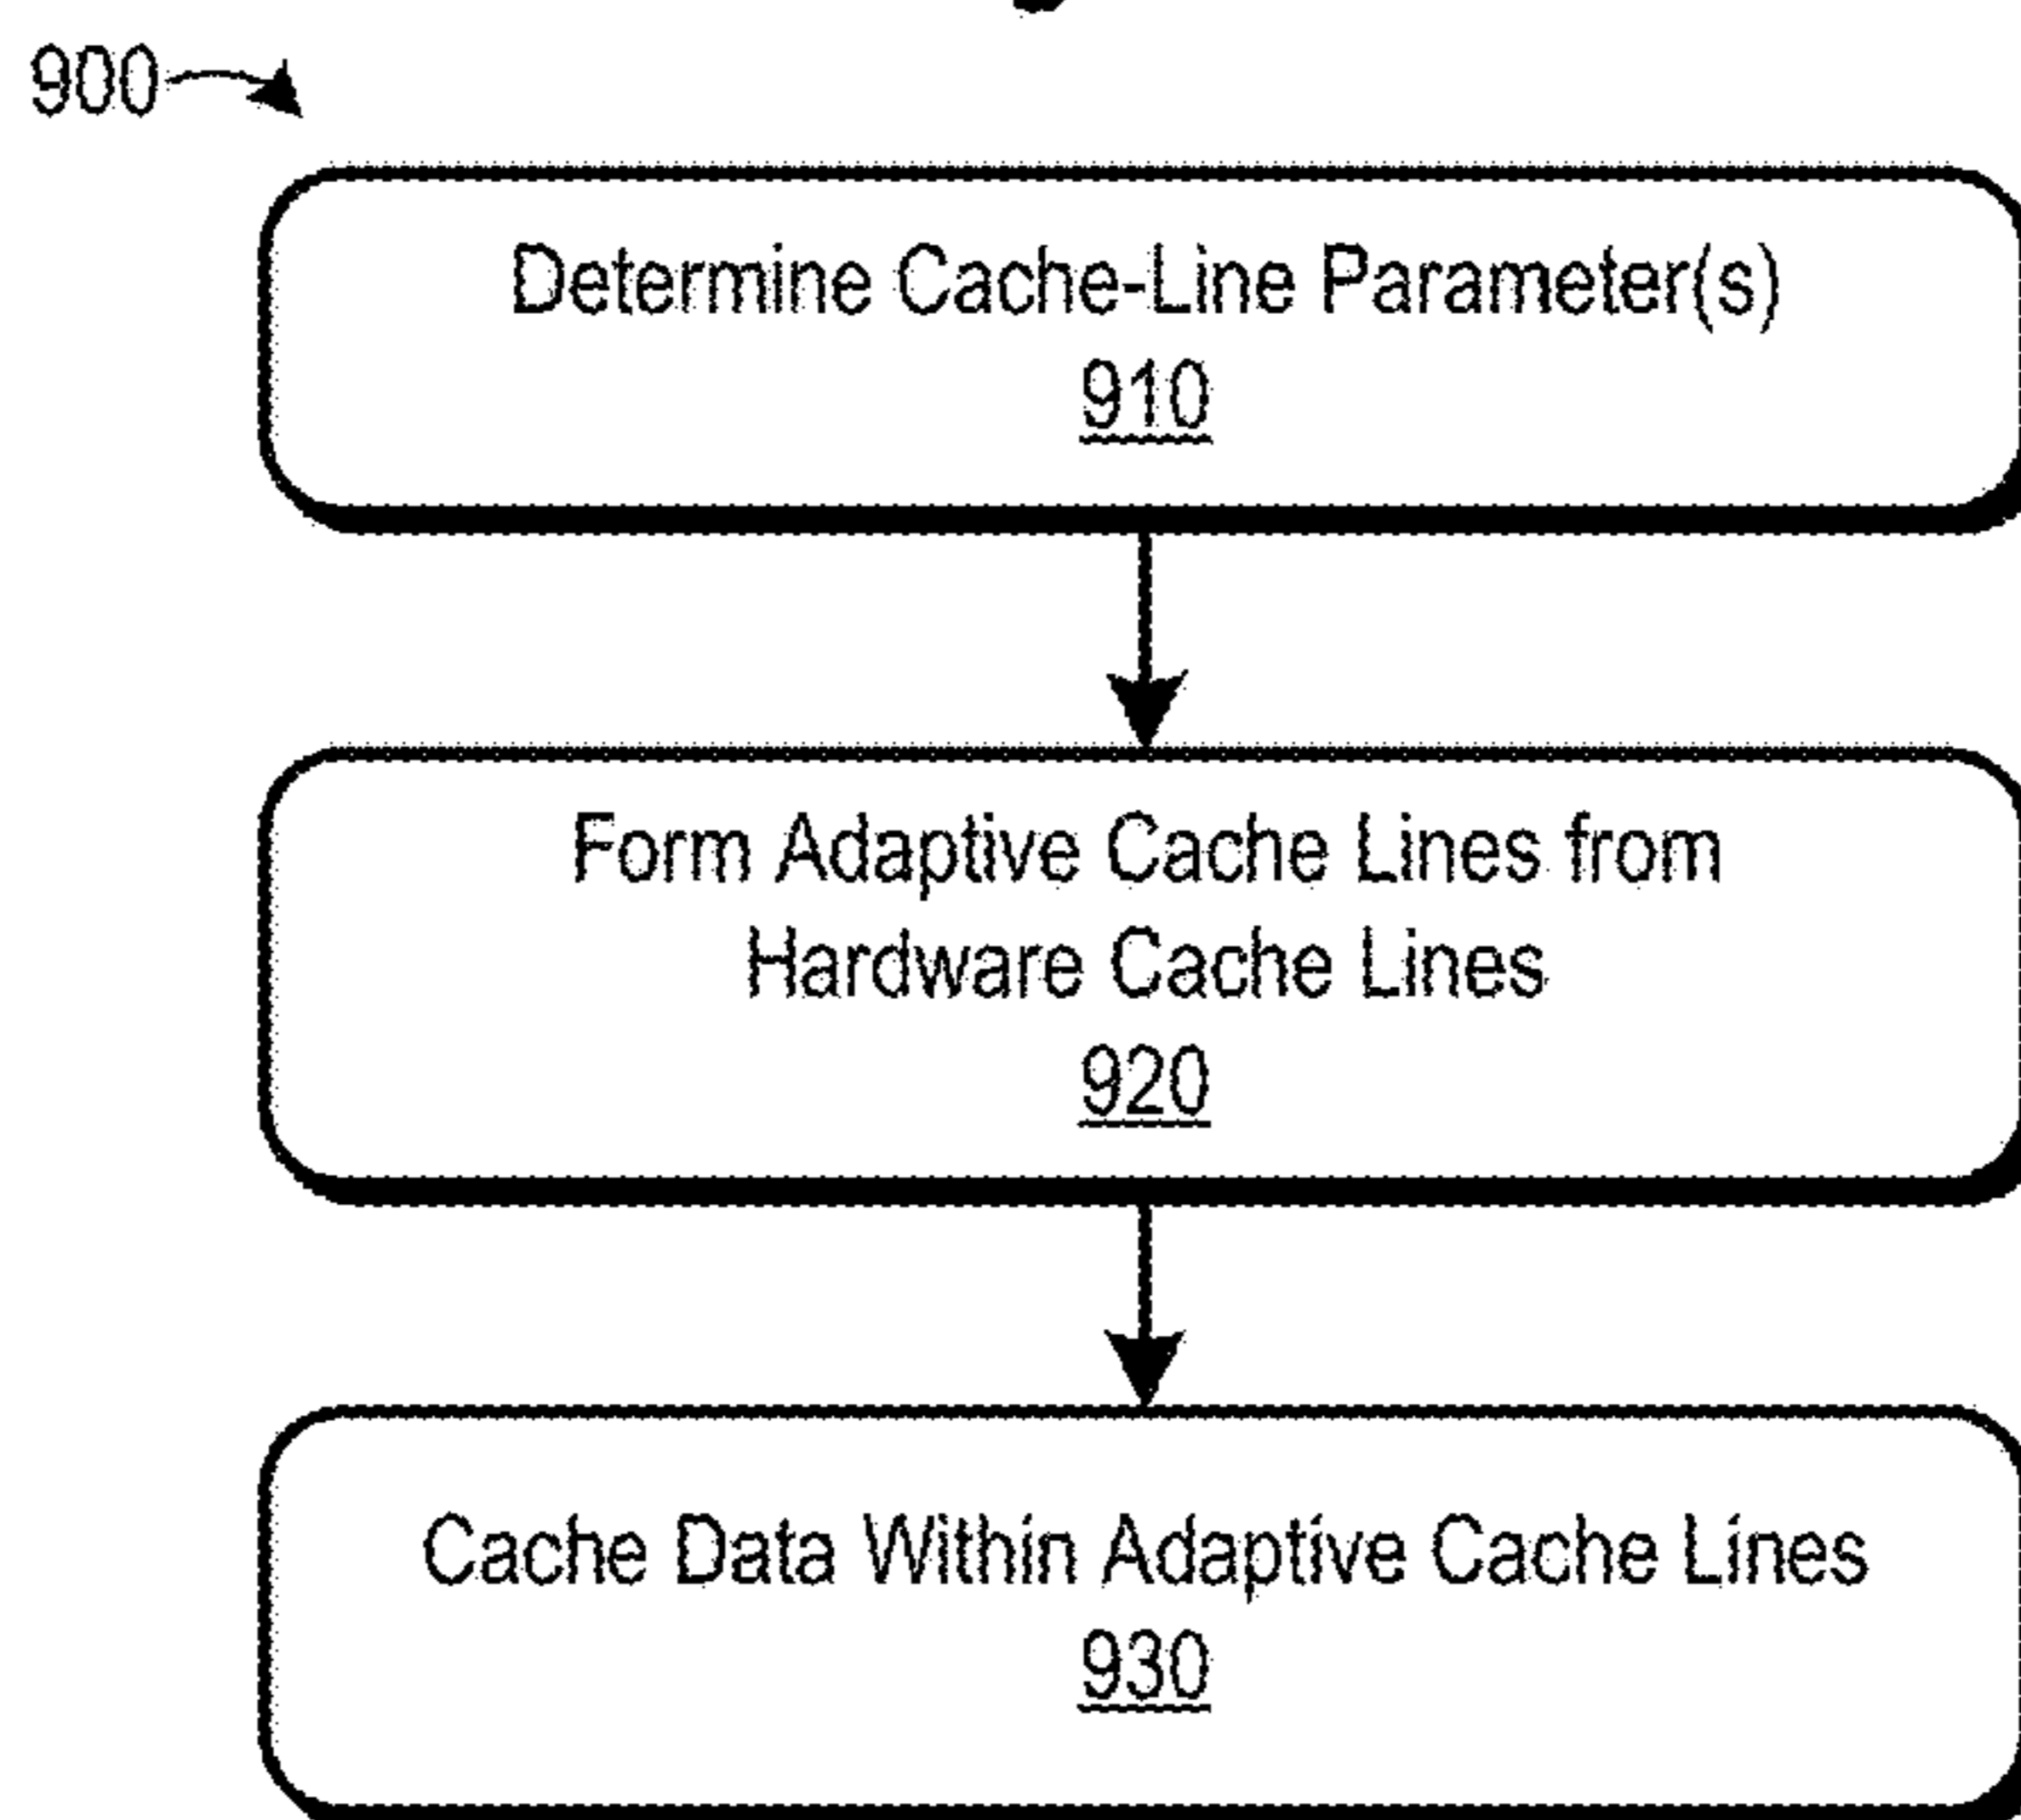 900
Determine Cache-Line Parameter(s)
910
Form Adaptive Cache Lines from
Hardware Cache Lines
920
Cache Data Within Adaptive Cache Lines
930